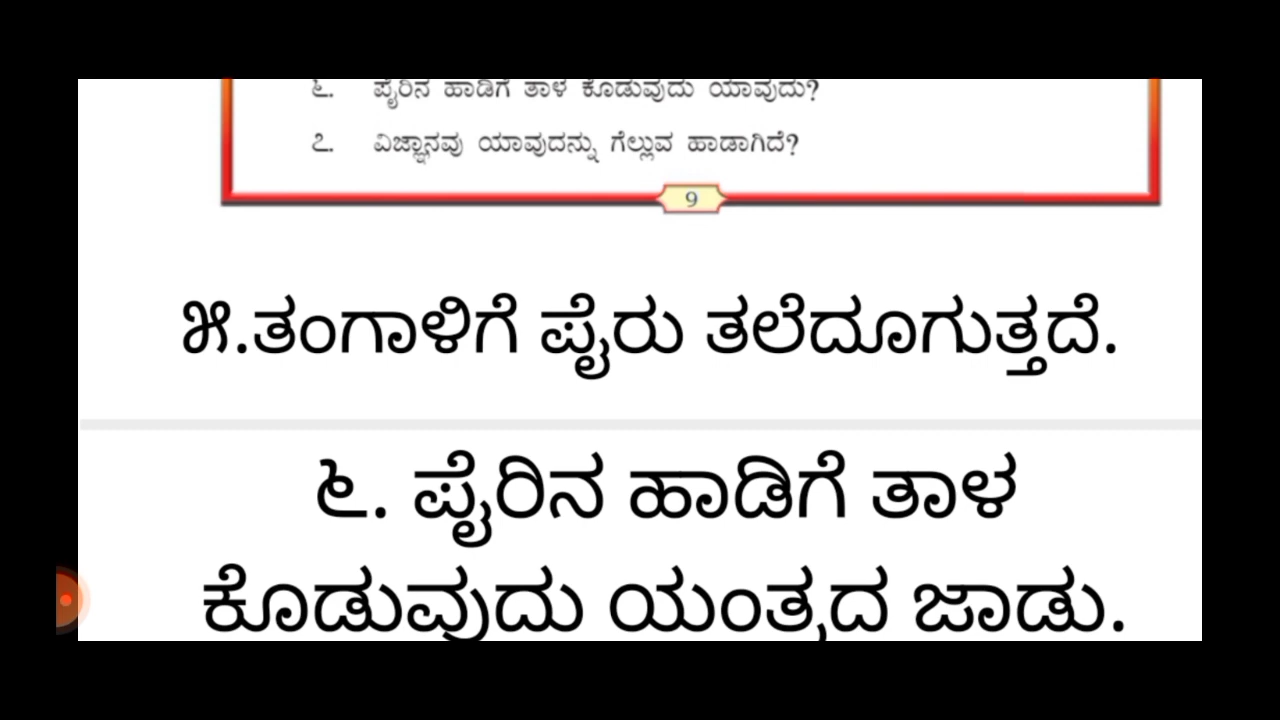 ೬. ಪೈರಿನ ಹಾಡಿಗೆ ತಾಳ ಕೊಡುವುದು ಯಾವುದು?
೭. ವಿಜ್ಞಾನವು ಯಾವುದನ್ನು ಗೆಲ್ಲುವ ಹಾಡಾಗಿದೆ?
9
೫.ತಂಗಾಳಿಗೆ ಪೈರು ತಲೆದೂಗುತ್ತದೆ.
೬. ಪೈರಿನ ಹಾಡಿಗೆ ತಾಳ
ಕೊಡುವುದು ಯಂತ್ರದ ಜಾಡು.